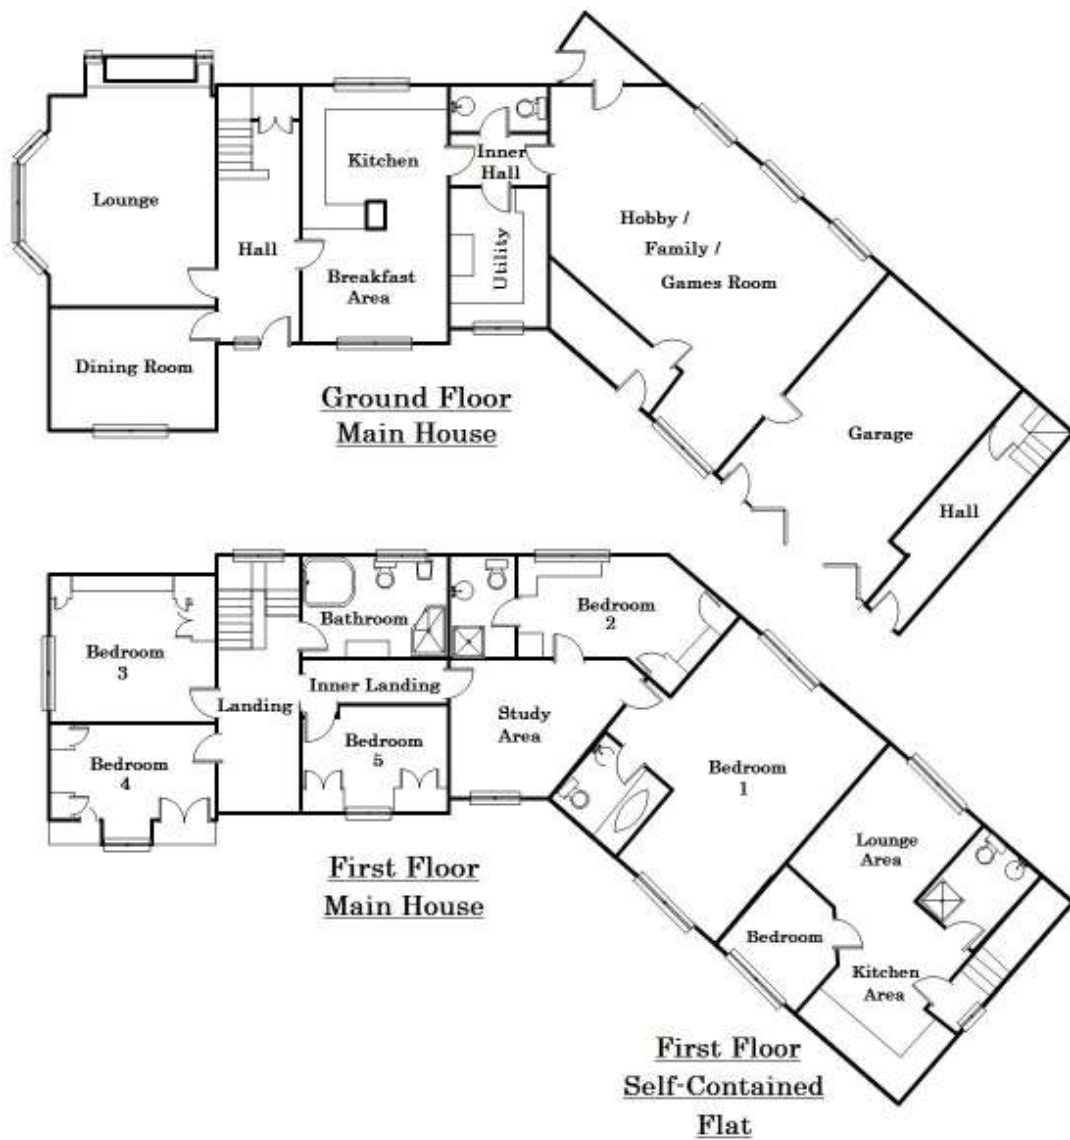 Lounge
Kitchen
Inner
Hall
Hall
Breakfast
Area
Utility
Hobby /
Family /
Games Room
Dining Room
Ground Floor
Main House
Garage
Hall
Bedroom
3
Bathroom
Bedroom
2
Inner Landing
Landing
Study
Area
Bedroom
4
Bedroom
5
Bedroom
1
Lounge
Area
Bedroom
Kitchen
Area
First Floor
Main House
First Floor
Self-Contained
Flat